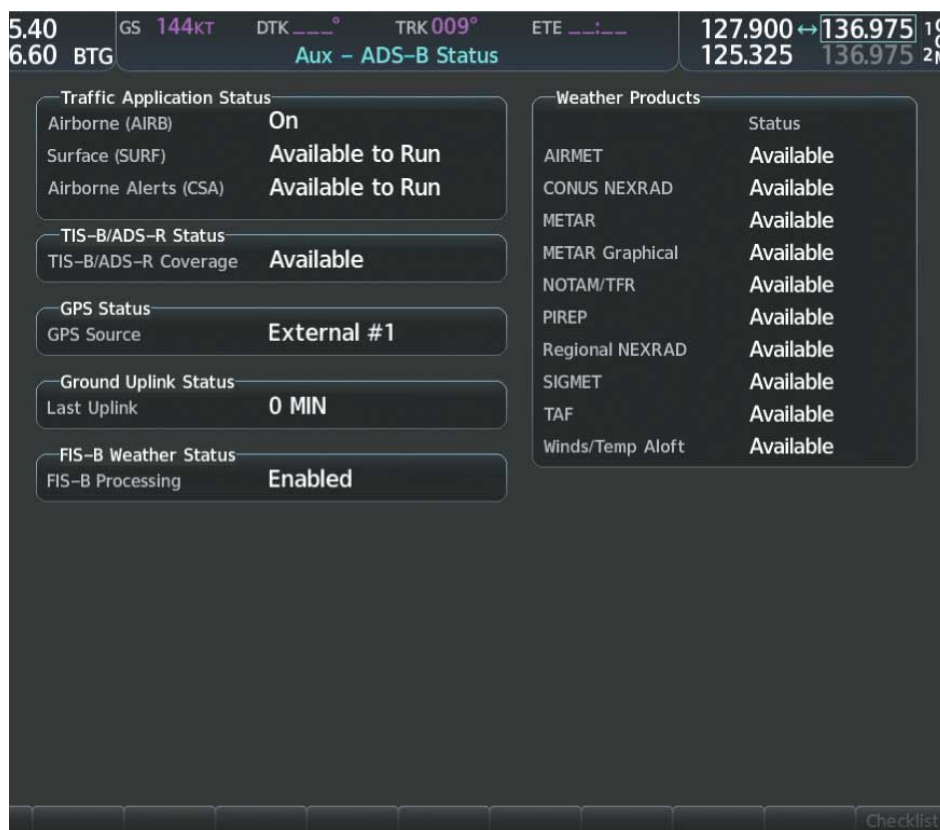 5.40 GS 144KT DTK ___° TRK 009° ETE __:__ 127.900 ↔ 136.975
6.60 BTG Aux – ADS–B Status 125.325 136.975
Traffic Application Status
Airborne (AIRB) On
Surface (SURF) Available to Run
Airborne Alerts (CSA) Available to Run
TIS–B/ADS–R Status
TIS–B/ADS–R Coverage Available
GPS Status
GPS Source External #1
Ground Uplink Status
Last Uplink 0 MIN
FIS–B Weather Status
FIS–B Processing Enabled
Weather Products
Status
AIRMET Available
CONUS NEXRAD Available
METAR Available
METAR Graphical Available
NOTAM/TFR Available
PIREP Available
Regional NEXRAD Available
SIGMET Available
TAF Available
Winds/Temp Aloft Available
Checklist